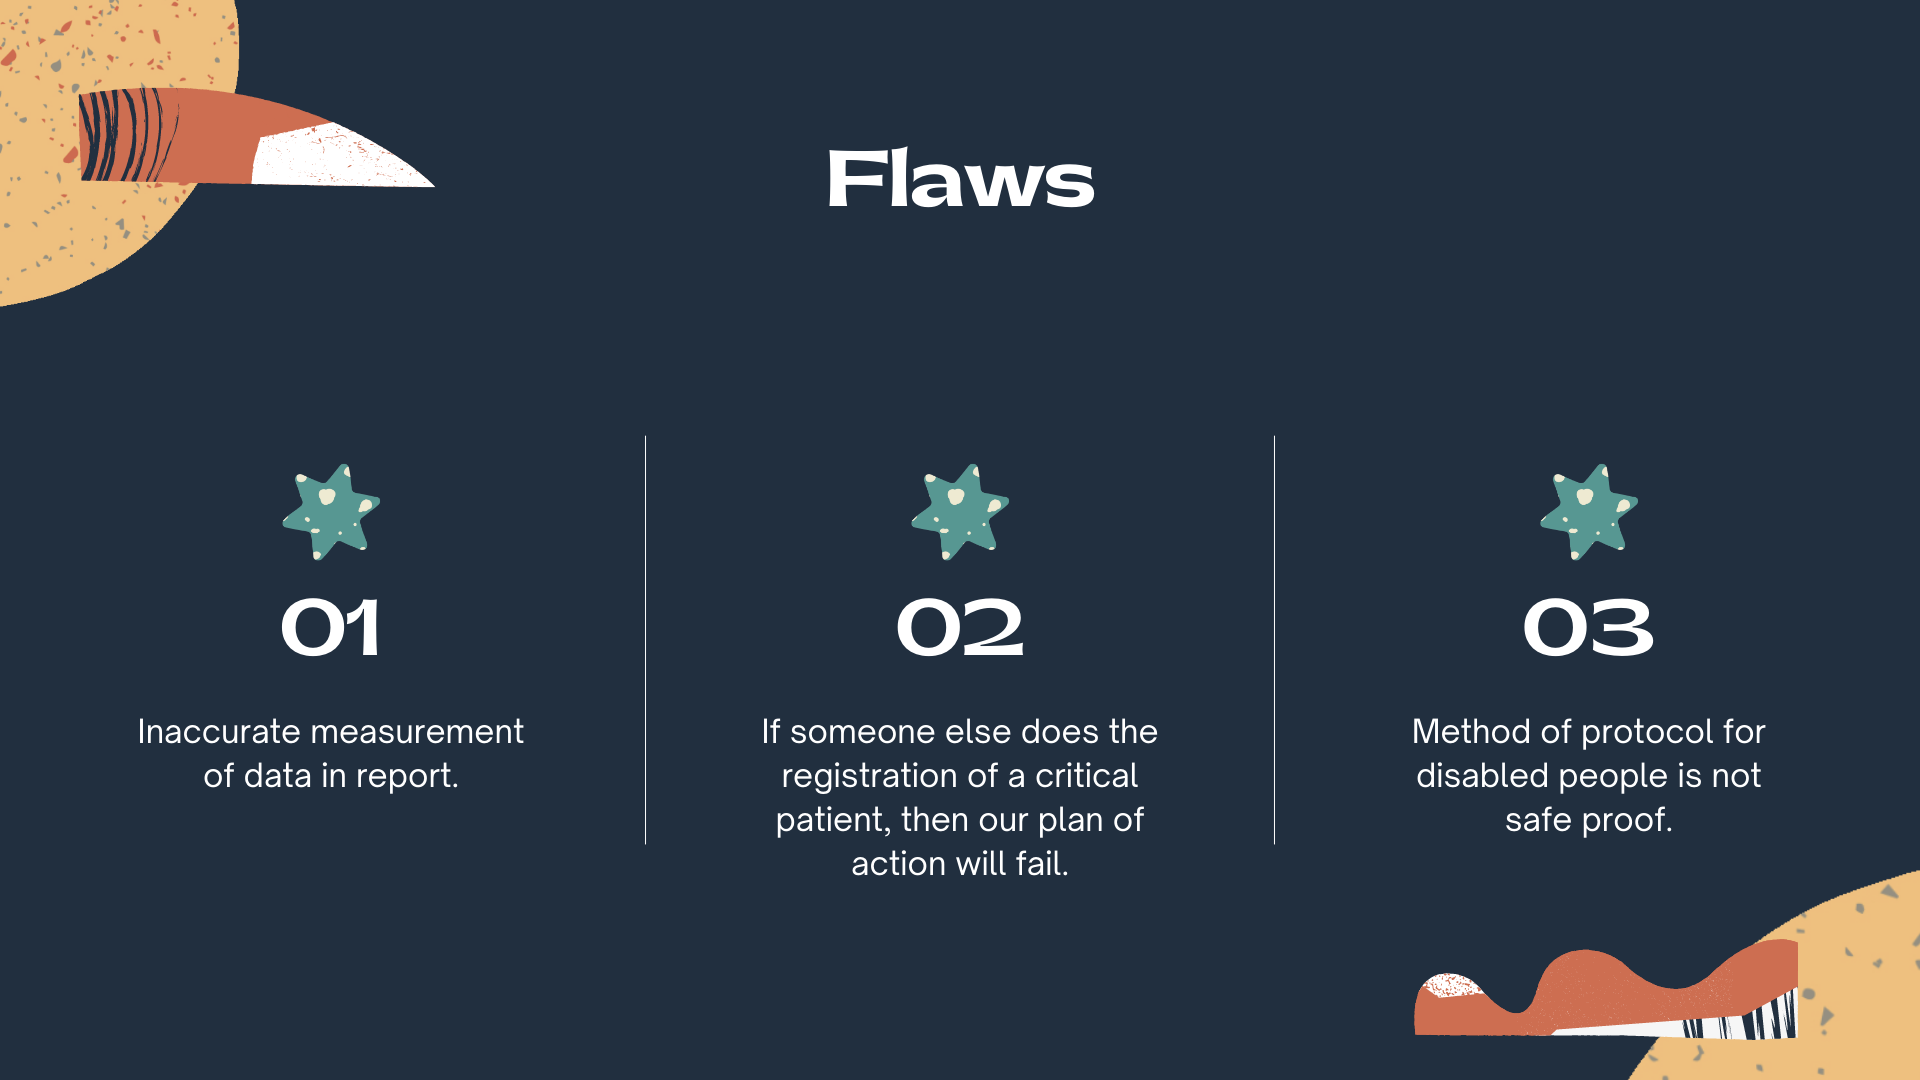 Flaws
01
Inaccurate measurement
of data in report.
02
If someone else does the
registration of a critical
patient, then our plan of
action will fail.
03
Method of protocol for
disabled people is not
safe proof.